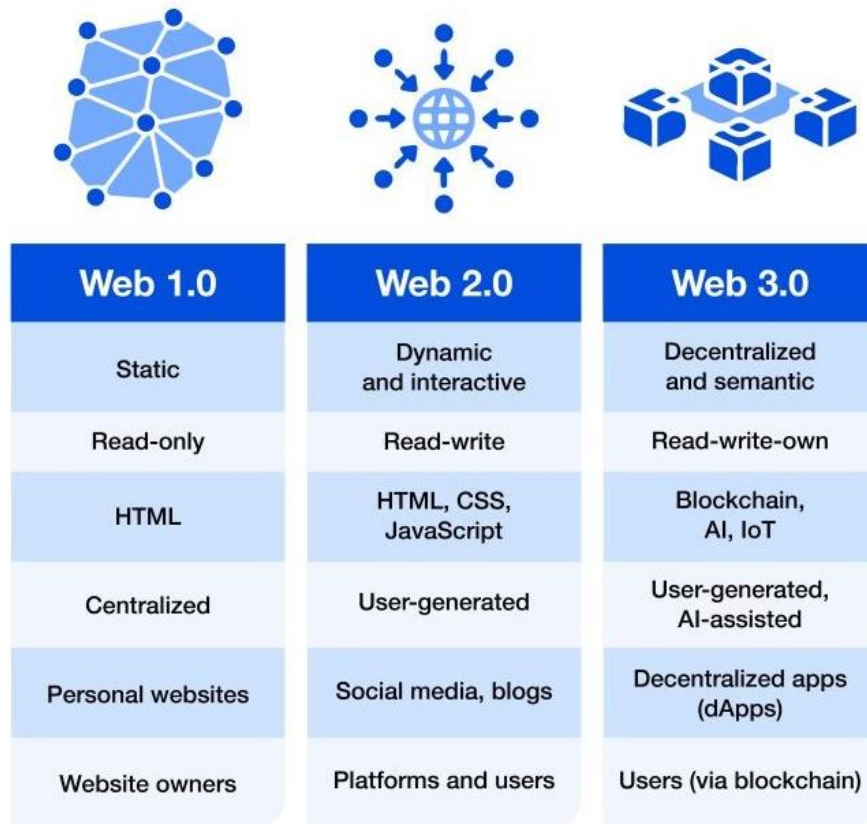 Web 1.0
Web 2.0
Web 3.0
Static
Dynamic
and interactive
Decentralized
and semantic
Read-only
Read-write
Read-write-own
HTML
HTML, CSS,
JavaScript
Blockchain,
AI, IoT
Centralized
User-generated
User-generated,
AI-assisted
Personal websites
Social media, blogs
Decentralized apps
(dApps)
Website owners
Platforms and users
Users (via blockchain)